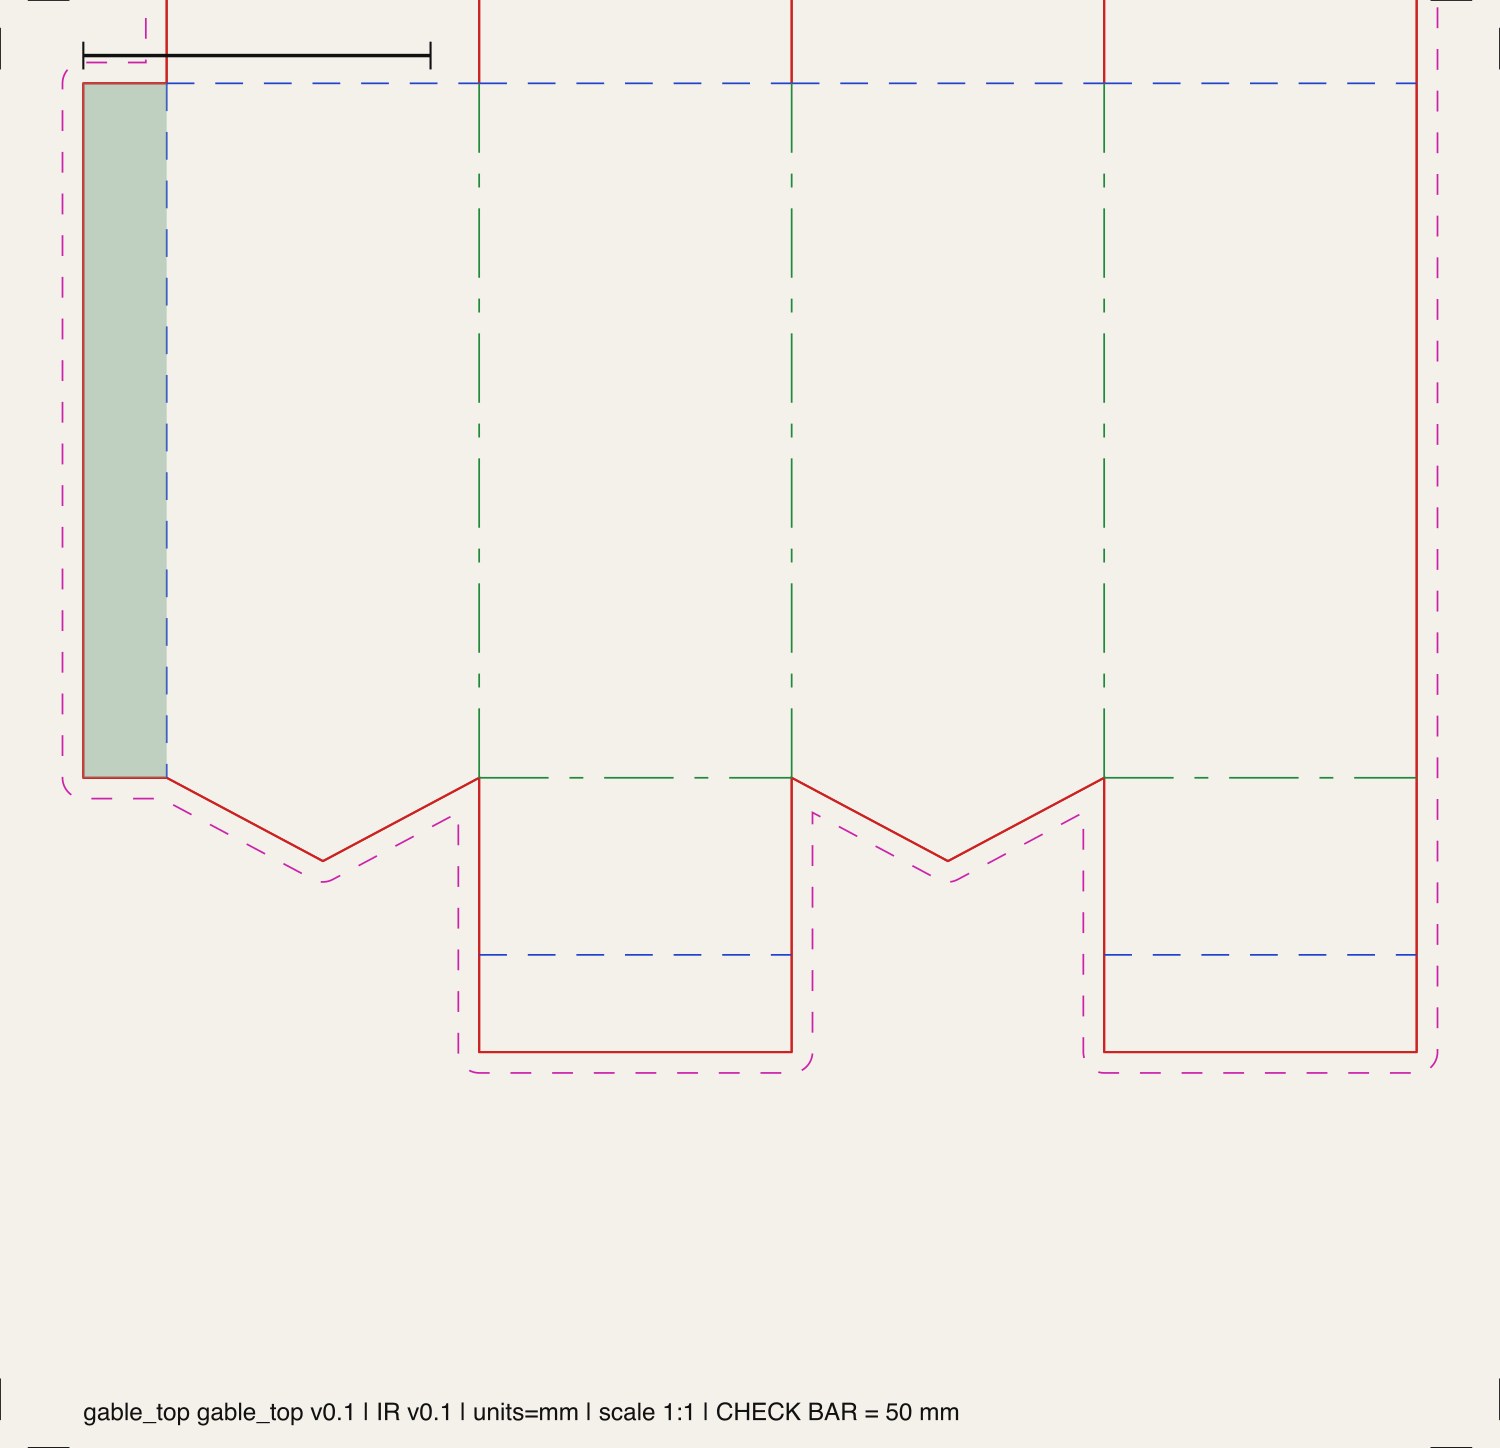 gable_top gable_top v0.1 | IR v0.1 | units=mm | scale 1:1 | CHECK BAR = 50 mm